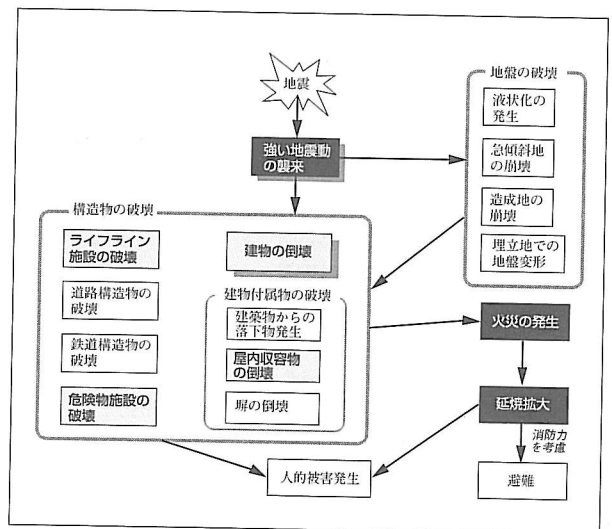 地震
強い地震動
の襲来
地盤の破壊
液状化の
発生
急傾斜地
の崩壊
造成地の
崩壊
埋立地での
地盤変形
構造物の破壊
ライフライン
施設の破壊
道路構造物の
破壊
鉄道構造物の
破壊
危険物施設の
破壊
建物の倒壊
建物付属物の破壊
建築物からの
落下物発生
屋内収容物
の倒壊
塀の倒壊
火災の発生
延焼拡大
消防力
を考慮
避難
人的被害発生